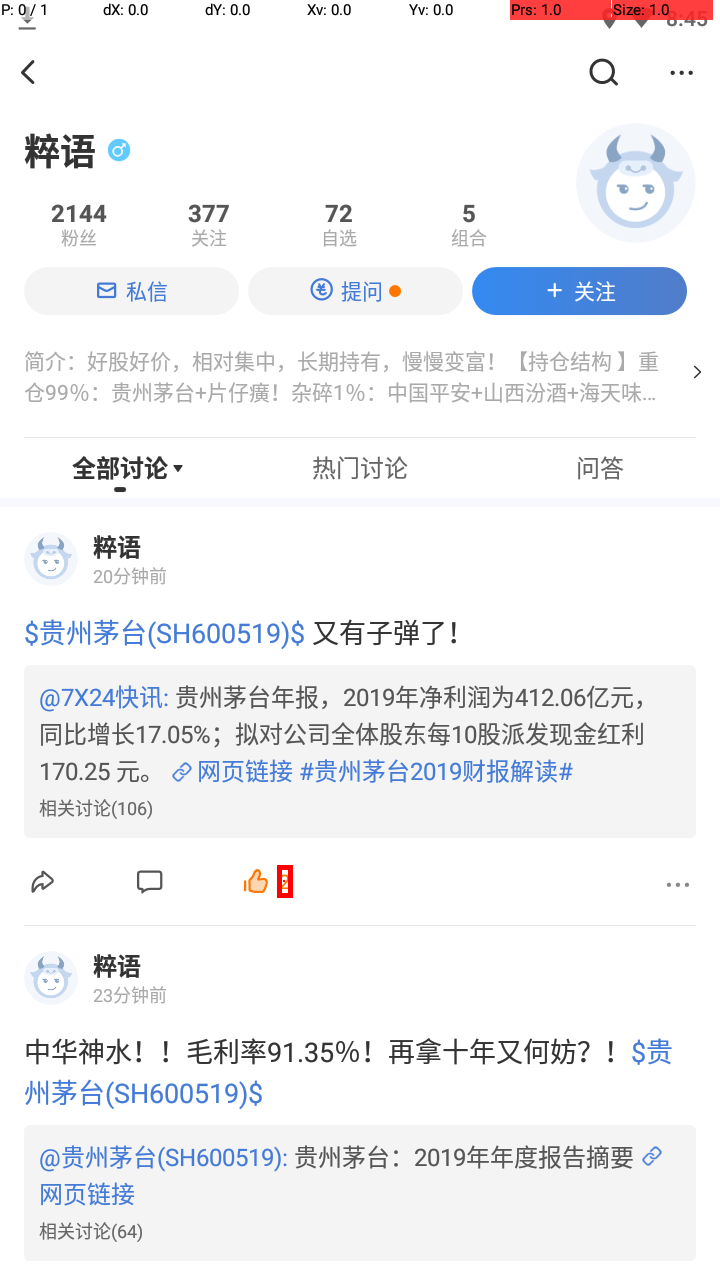 P: 0 / 1 dX: 0.0 dY: 0.0 Xv: 0.0 Yv: 0.0 Prs: 1.0 Size: 1.0
8:45
粹语
2144 377 72 5
粉丝 关注 自选 组合
私信 提问 + 关注
简介：好股好价，相对集中，长期持有，慢慢变富！【持仓结构 】重
仓99%：贵州茅台+片仔癀！杂碎1%：中国平安+山西汾酒+海天味...
全部讨论 热门讨论 问答
粹语
20分钟前
$贵州茅台(SH600519)$ 又有子弹了！
@7X24快讯: 贵州茅台年报，2019年净利润为412.06亿元，
同比增长17.05%；拟对公司全体股东每10股派发现金红利
170.25 元。 网页链接 #贵州茅台2019财报解读#
相关讨论(106)
粹语
23分钟前
中华神水！！毛利率91.35%！再拿十年又何妨？！$贵
州茅台(SH600519)$
@贵州茅台(SH600519): 贵州茅台：2019年年度报告摘要
网页链接
相关讨论(64)